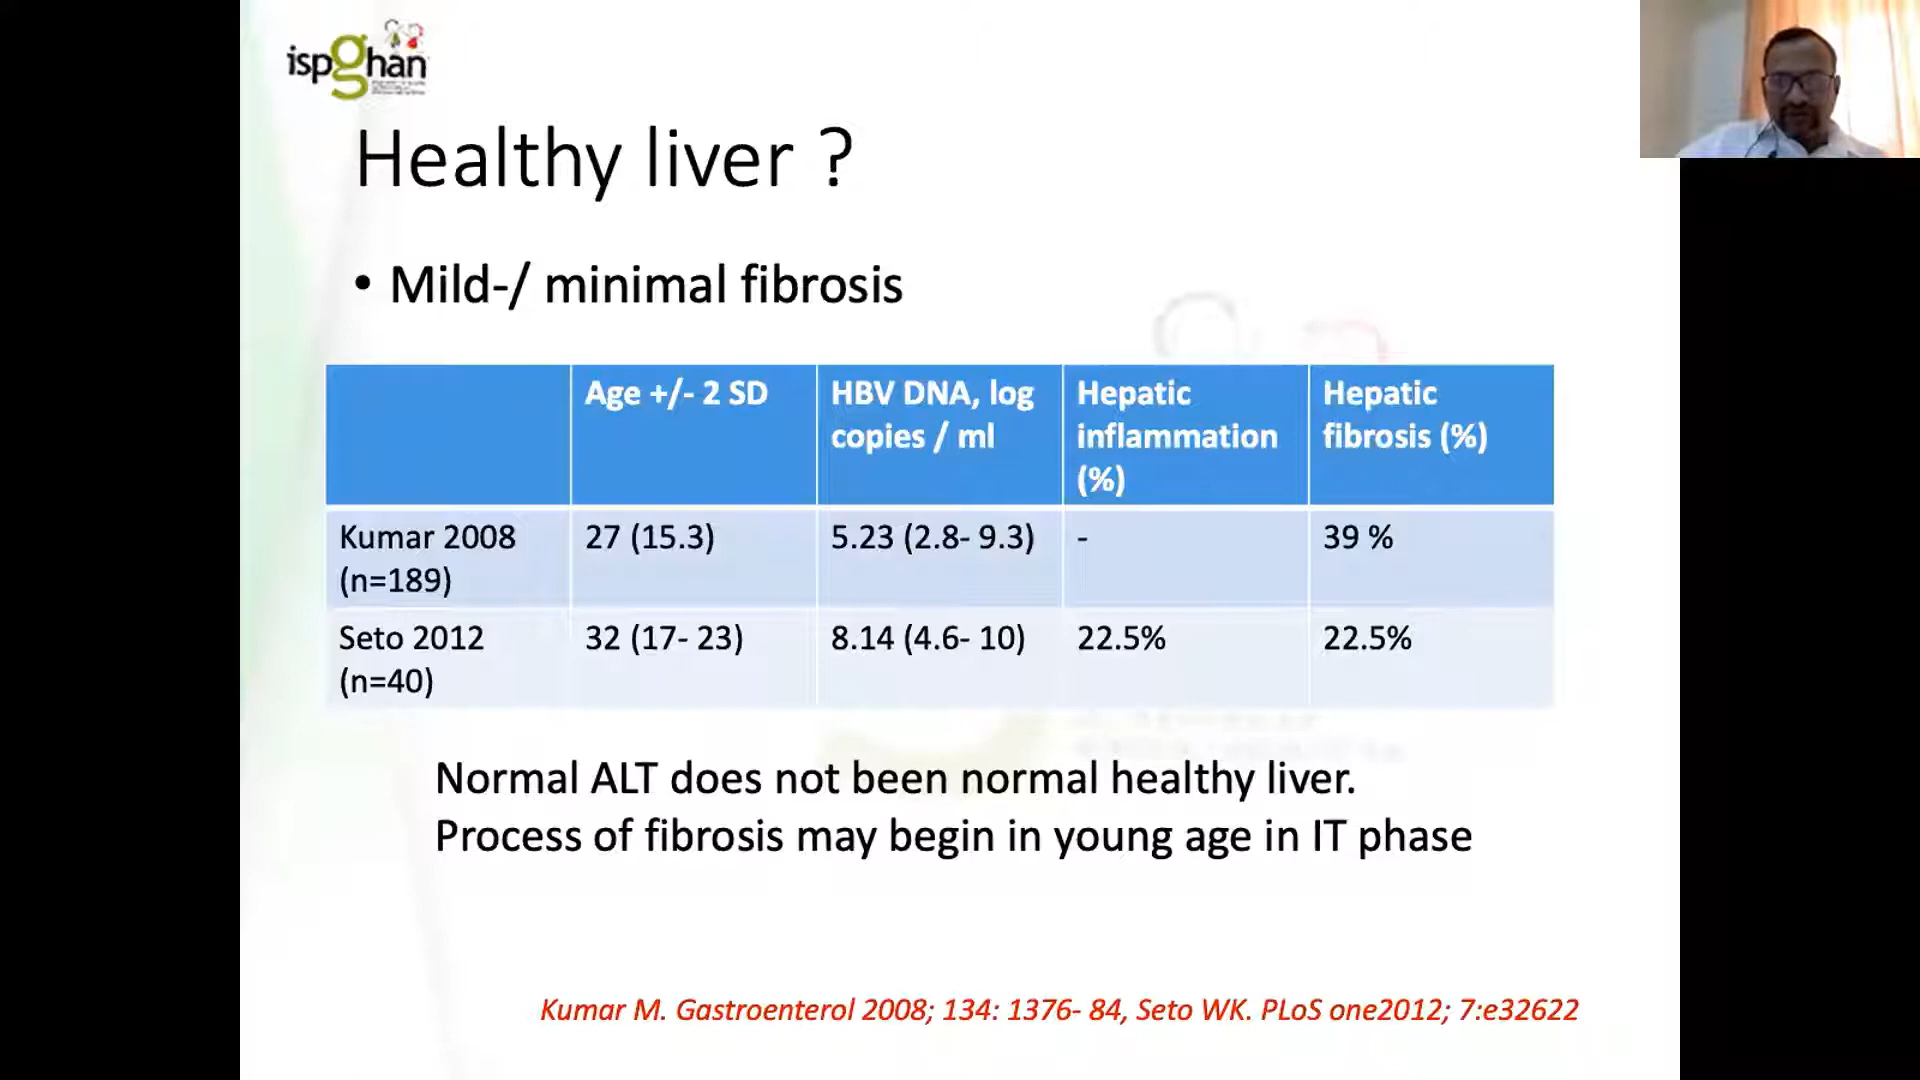 ispghan
Healthy liver ?
• Mild-/ minimal fibrosis
Age +/- 2 SD
HBV DNA, log
copies / ml
Hepatic
inflammation
(%)
Hepatic
fibrosis (%)
Kumar 2008
(n=189)
27 (15.3)
5.23 (2.8- 9.3)
-
39 %
Seto 2012
(n=40)
32 (17- 23)
8.14 (4.6- 10)
22.5%
22.5%
Normal ALT does not been normal healthy liver.
Process of fibrosis may begin in young age in IT phase
Kumar M. Gastroenterol 2008; 134: 1376- 84, Seto WK. PLoS one2012; 7:e32622